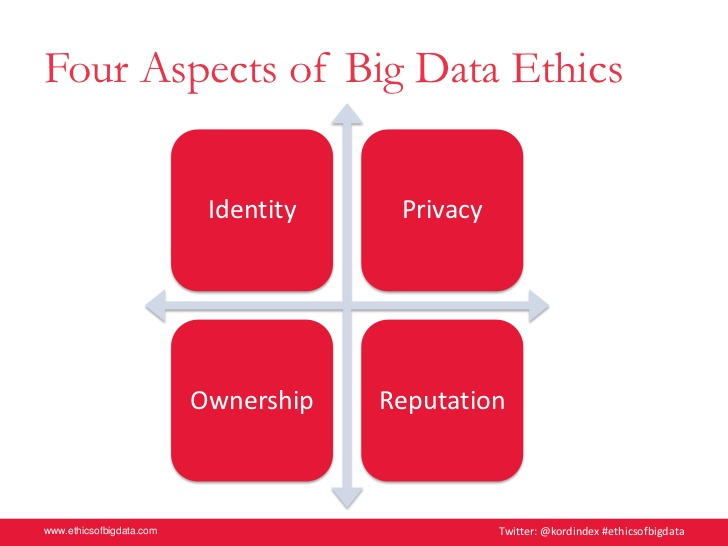 Four Aspects of Big Data Ethics
Identity
Privacy
Ownership
Reputation
www.ethicsofbigdata.com
Twitter: @kordindex #ethicsofbigdata